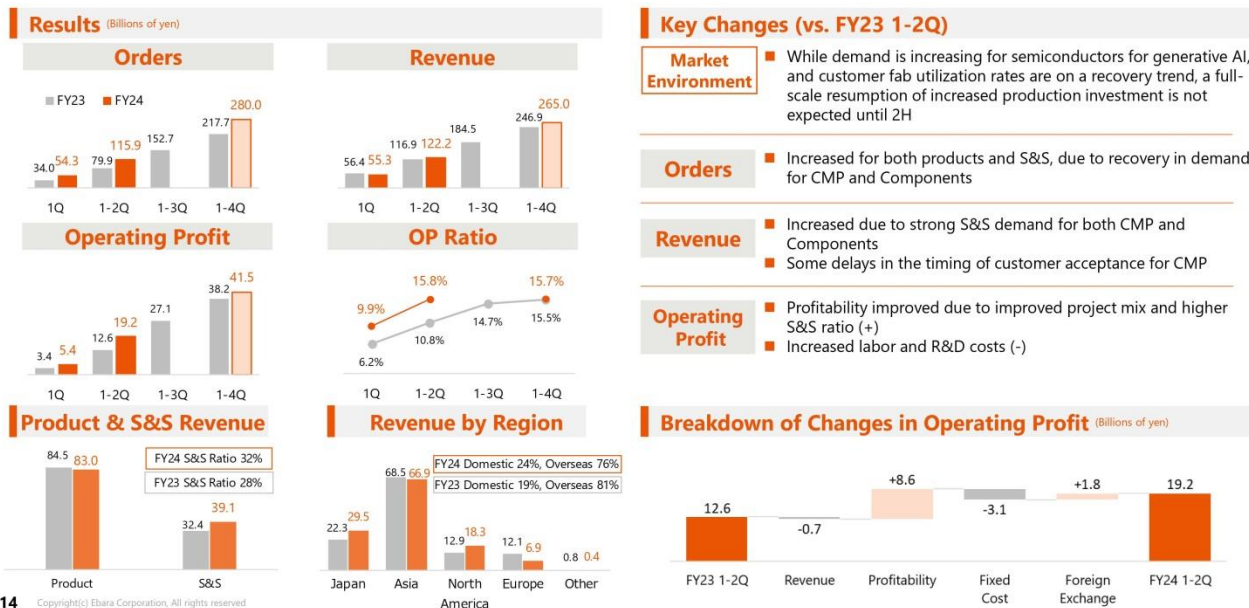 Results (Billions of yen)
Orders
FY23 FY24
34.0 54.3 79.9 115.9 152.7 217.7 280.0
1Q 1-2Q 1-3Q 1-4Q
Revenue
56.4 55.3 116.9 122.2 184.5 246.9 265.0
1Q 1-2Q 1-3Q 1-4Q
Operating Profit
3.4 5.4 12.6 19.2 27.1 38.2 41.5
1Q 1-2Q 1-3Q 1-4Q
OP Ratio
9.9% 15.8% 15.7%
6.2% 10.8% 14.7% 15.5%
1Q 1-2Q 1-3Q 1-4Q
Product & S&S Revenue
FY24 S&S Ratio 32%
FY23 S&S Ratio 28%
84.5 83.0
32.4 39.1
Product S&S
Revenue by Region
FY24 Domestic 24%, Overseas 76%
FY23 Domestic 19%, Overseas 81%
22.3 29.5 68.5 66.9 12.9 18.3 12.1 6.9 0.8 0.4
Japan Asia North Europe Other
America
Key Changes (vs. FY23 1-2Q)
Market
Environment
While demand is increasing for semiconductors for generative AI,
and customer fab utilization rates are on a recovery trend, a full-
scale resumption of increased production investment is not
expected until 2H
Orders
Increased for both products and S&S, due to recovery in demand
for CMP and Components
Revenue
Increased due to strong S&S demand for both CMP and
Components
Some delays in the timing of customer acceptance for CMP
Operating
Profit
Profitability improved due to improved project mix and higher
S&S ratio (+)
Increased labor and R&D costs (-)
Breakdown of Changes in Operating Profit (Billions of yen)
12.6 -0.7 +8.6 -3.1 +1.8 19.2
FY23 1-2Q Revenue Profitability Fixed Foreign FY24 1-2Q
Cost Exchange
14 Copyright(c) Ebara Corporation, All rights reserved